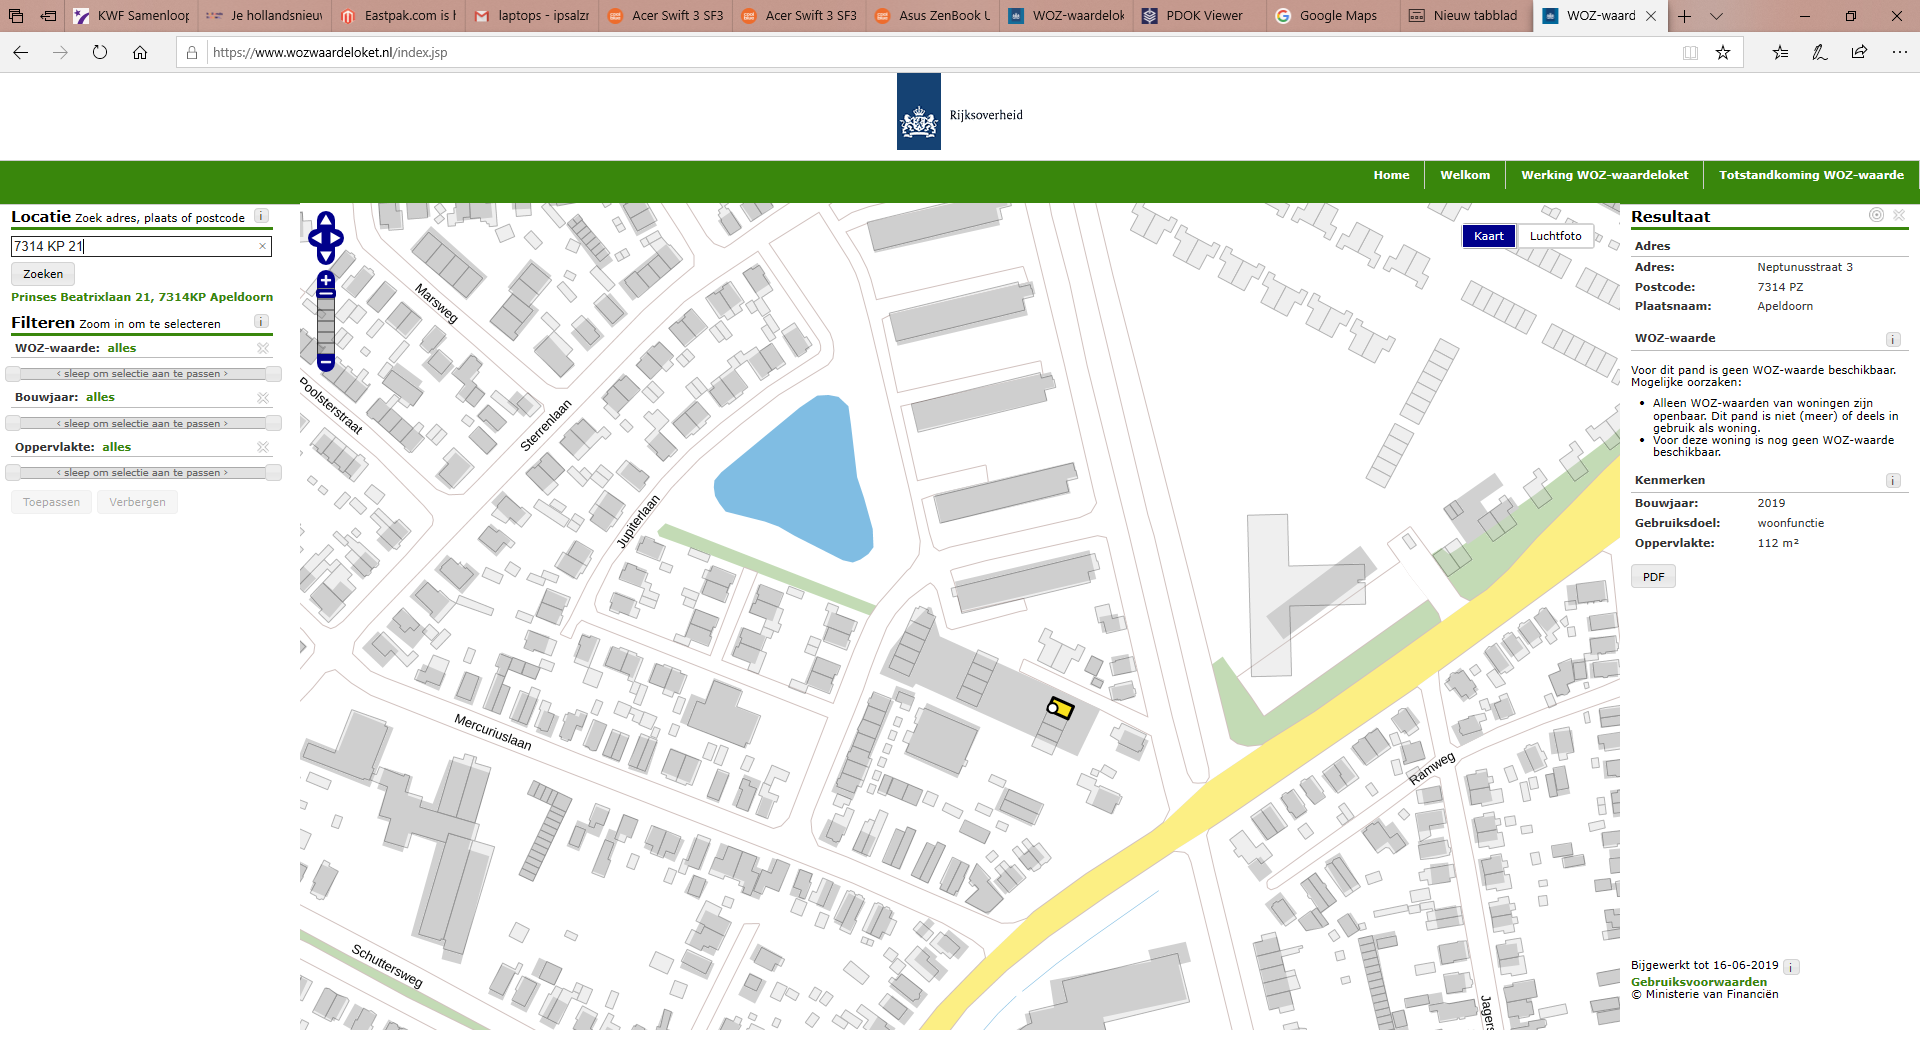 KWF Samenloop
Je hollandsnieuw
Eastpak.com is h
laptops - ipsalzr
Acer Swift 3 SF3
Acer Swift 3 SF3
Asus ZenBook U
WOZ-waardelok
PDOK Viewer
Google Maps
Nieuw tabblad
WOZ-waard
https://www.wozwaardeloket.nl/index.jsp
Rijksoverheid
Home
Welkom
Werking WOZ-waardeloket
Totstandkoming WOZ-waarde
Locatie Zoek adres, plaats of postcode
7314 KP 21
Zoeken
Prinses Beatrixlaan 21, 7314KP Apeldoorn
Filteren Zoom in om te selecteren
WOZ-waarde: alles
< sleep om selectie aan te passen >
Bouwjaar: alles
< sleep om selectie aan te passen >
Oppervlakte: alles
< sleep om selectie aan te passen >
Toepassen Verbergen
Kaart Luchtfoto
Marsweg
Poolsterstraat
Sterrenlaan
Jupiterlaan
Mercuriuslaan
Ramweg
Schuttersweg
Jagers
Resultaat
Adres
Adres: Neptunusstraat 3
Postcode: 7314 PZ
Plaatsnaam: Apeldoorn
WOZ-waarde
Voor dit pand is geen WOZ-waarde beschikbaar.
Mogelijke oorzaken:
• Alleen WOZ-waarden van woningen zijn
openbaar. Dit pand is niet (meer) of deels in
gebruik als woning.
• Voor deze woning is nog geen WOZ-waarde
beschikbaar.
Kenmerken
Bouwjaar: 2019
Gebruiksdoel: woonfunctie
Oppervlakte: 112 m²
PDF
Bijgewerkt tot 16-06-2019
Gebruiksvoorwaarden
© Ministerie van Financiën